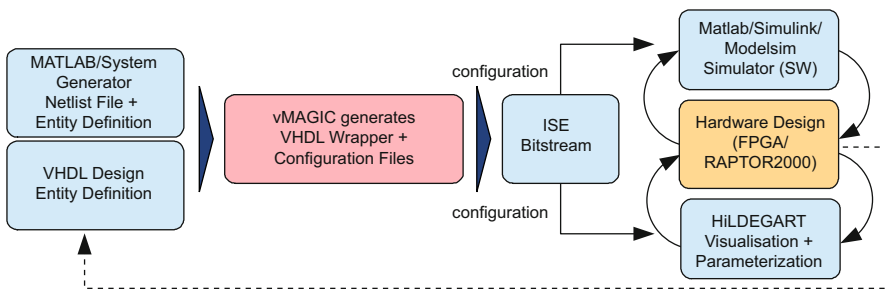 MATLAB/System
Generator
Netlist File +
Entity Definition
VHDL Design
Entity Definition
vMAGIC generates
VHDL Wrapper +
Configuration Files
configuration
ISE
Bitstream
configuration
Matlab/Simulink/
Modelsim
Simulator (SW)
Hardware Design
(FPGA/
RAPTOR2000)
HiLDEGART
Visualisation +
Parameterization